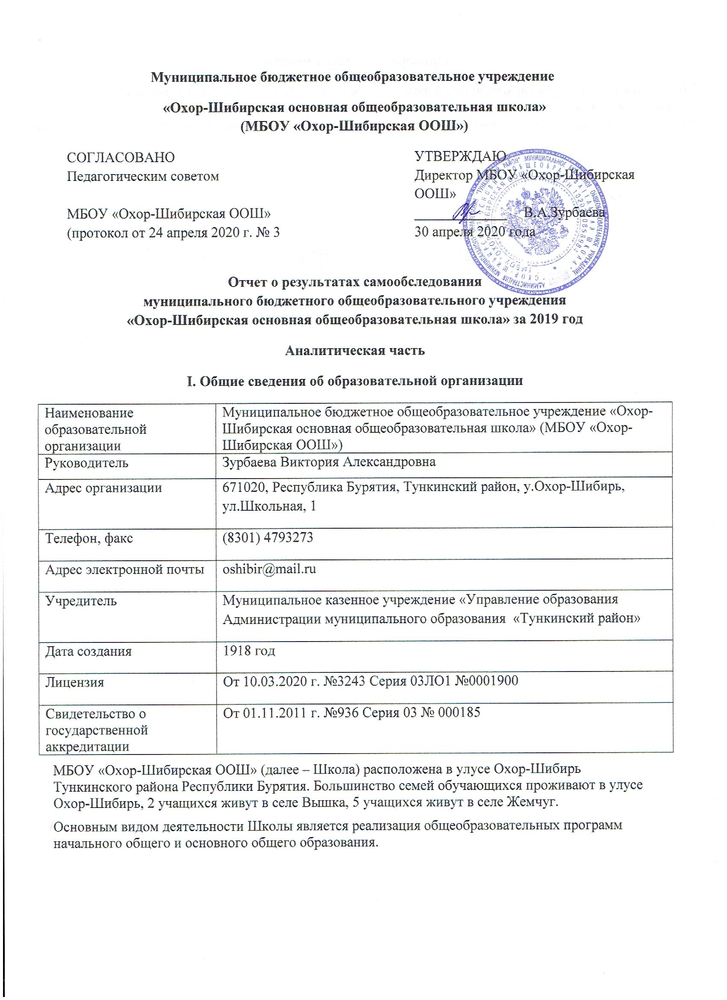 Муниципальное бюджетное общеобразовательное учреждение
«Охор-Шибирская основная общеобразовательная школа»
(МБОУ «Охор-Шибирская ООШ»)
СОГЛАСОВАНО
Педагогическим советом
МБОУ «Охор-Шибирская ООШ»
(протокол от 24 апреля 2020 г. № 3
УТВЕРЖДАЮ
Директор МБОУ «Охор-Шибирская
ООШ»
В.А.Зурбаева
30 апреля 2020 года
Отчет о результатах самообследования
муниципального бюджетного общеобразовательного учреждения
«Охор-Шибирская основная общеобразовательная школа» за 2019 год
Аналитическая часть
I. Общие сведения об образовательной организации
Наименование
образовательной
организации
Муниципальное бюджетное общеобразовательное учреждение «Охор-
Шибирская основная общеобразовательная школа» (МБОУ «Охор-
Шибирская ООШ»)
Руководитель
Зурбаева Виктория Александровна
Адрес организации
671020, Республика Бурятия, Тункинский район, у.Охор-Шибирь,
ул.Школьная, 1
Телефон, факс
(8301) 4793273
Адрес электронной почты
oshibir@mail.ru
Учредитель
Муниципальное казенное учреждение «Управление образования
Администрации муниципального образования «Тункинский район»
Дата создания
1918 год
Лицензия
От 10.03.2020 г. №3243 Серия 03ЛО1 №0001900
Свидетельство о
государственной
аккредитации
От 01.11.2011 г. №936 Серия 03 № 000185
МБОУ «Охор-Шибирская ООШ» (далее – Школа) расположена в улусе Охор-Шибирь
Тункинского района Республики Бурятия. Большинство семей обучающихся проживают в улусе
Охор-Шибирь, 2 учащихся живут в селе Вышка, 5 учащихся живут в селе Жемчуг.
Основным видом деятельности Школы является реализация общеобразовательных программ
начального общего и основного общего образования.